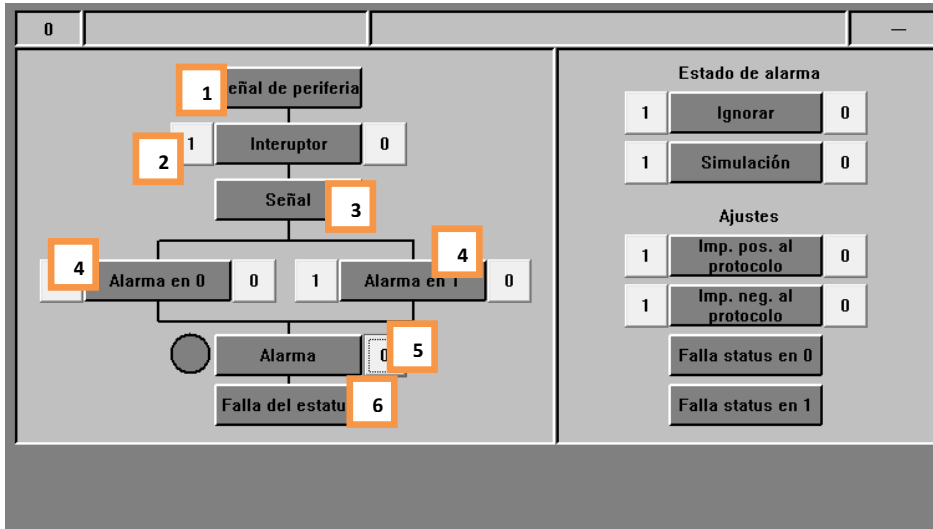 0
—
1
eñal de periferia
2
1 Interuptor 0
Señal
3
4
Alarma en 0 0
1 Alarma en 1 0
4
Alarma 0
5
Falla del estatu
6
Estado de alarma
1 Ignorar 0
1 Simulación 0
Ajustes
1 Imp. pos. al
protocolo 0
1 Imp. neg. al
protocolo 0
Falla status en 0
Falla status en 1